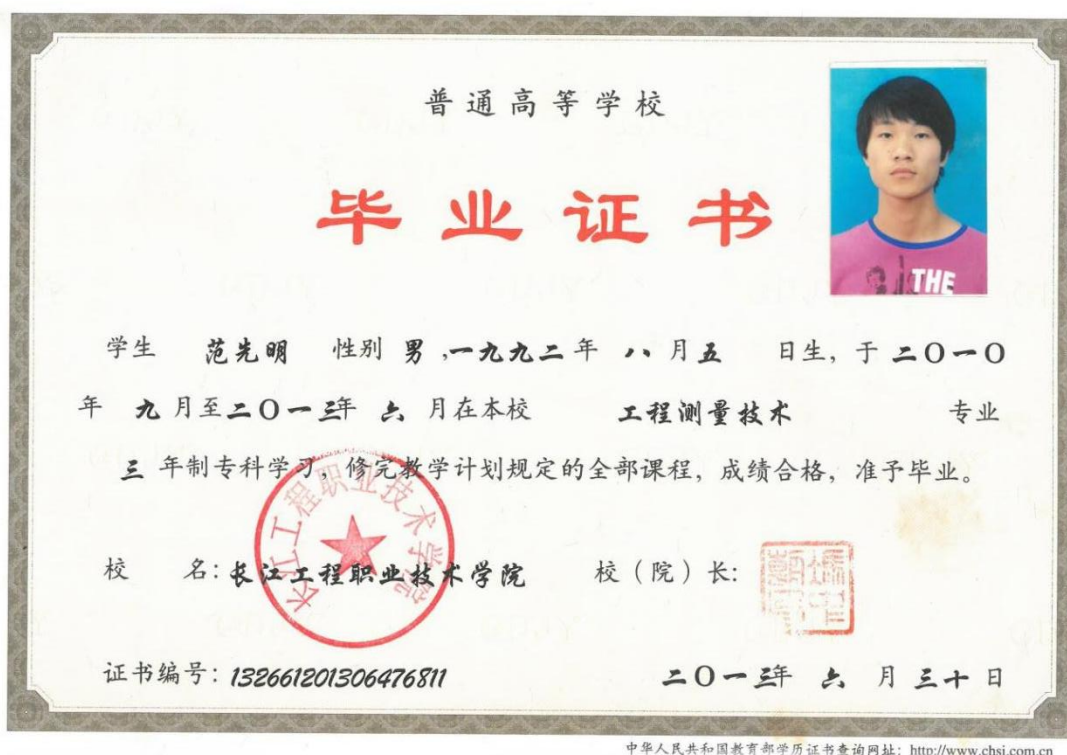 普通高等学校
毕业证书
THE
学生 范先明 性别 男,一九九二年 八 月五 日生,于二〇一〇
年 九月至二〇一三年 六 月在本校 工程测量技术 专业
三 年制专科学习,修完教学计划规定的全部课程,成绩合格,准予毕业。
长江工程职业技术学院
校 名:长江工程职业技术学院 校(院)长:
证书编号:132661201306476811 二〇一三年 六 月三十日
中华人民共和国教育部学历证书查询网址:http://www.chsi.com.cn